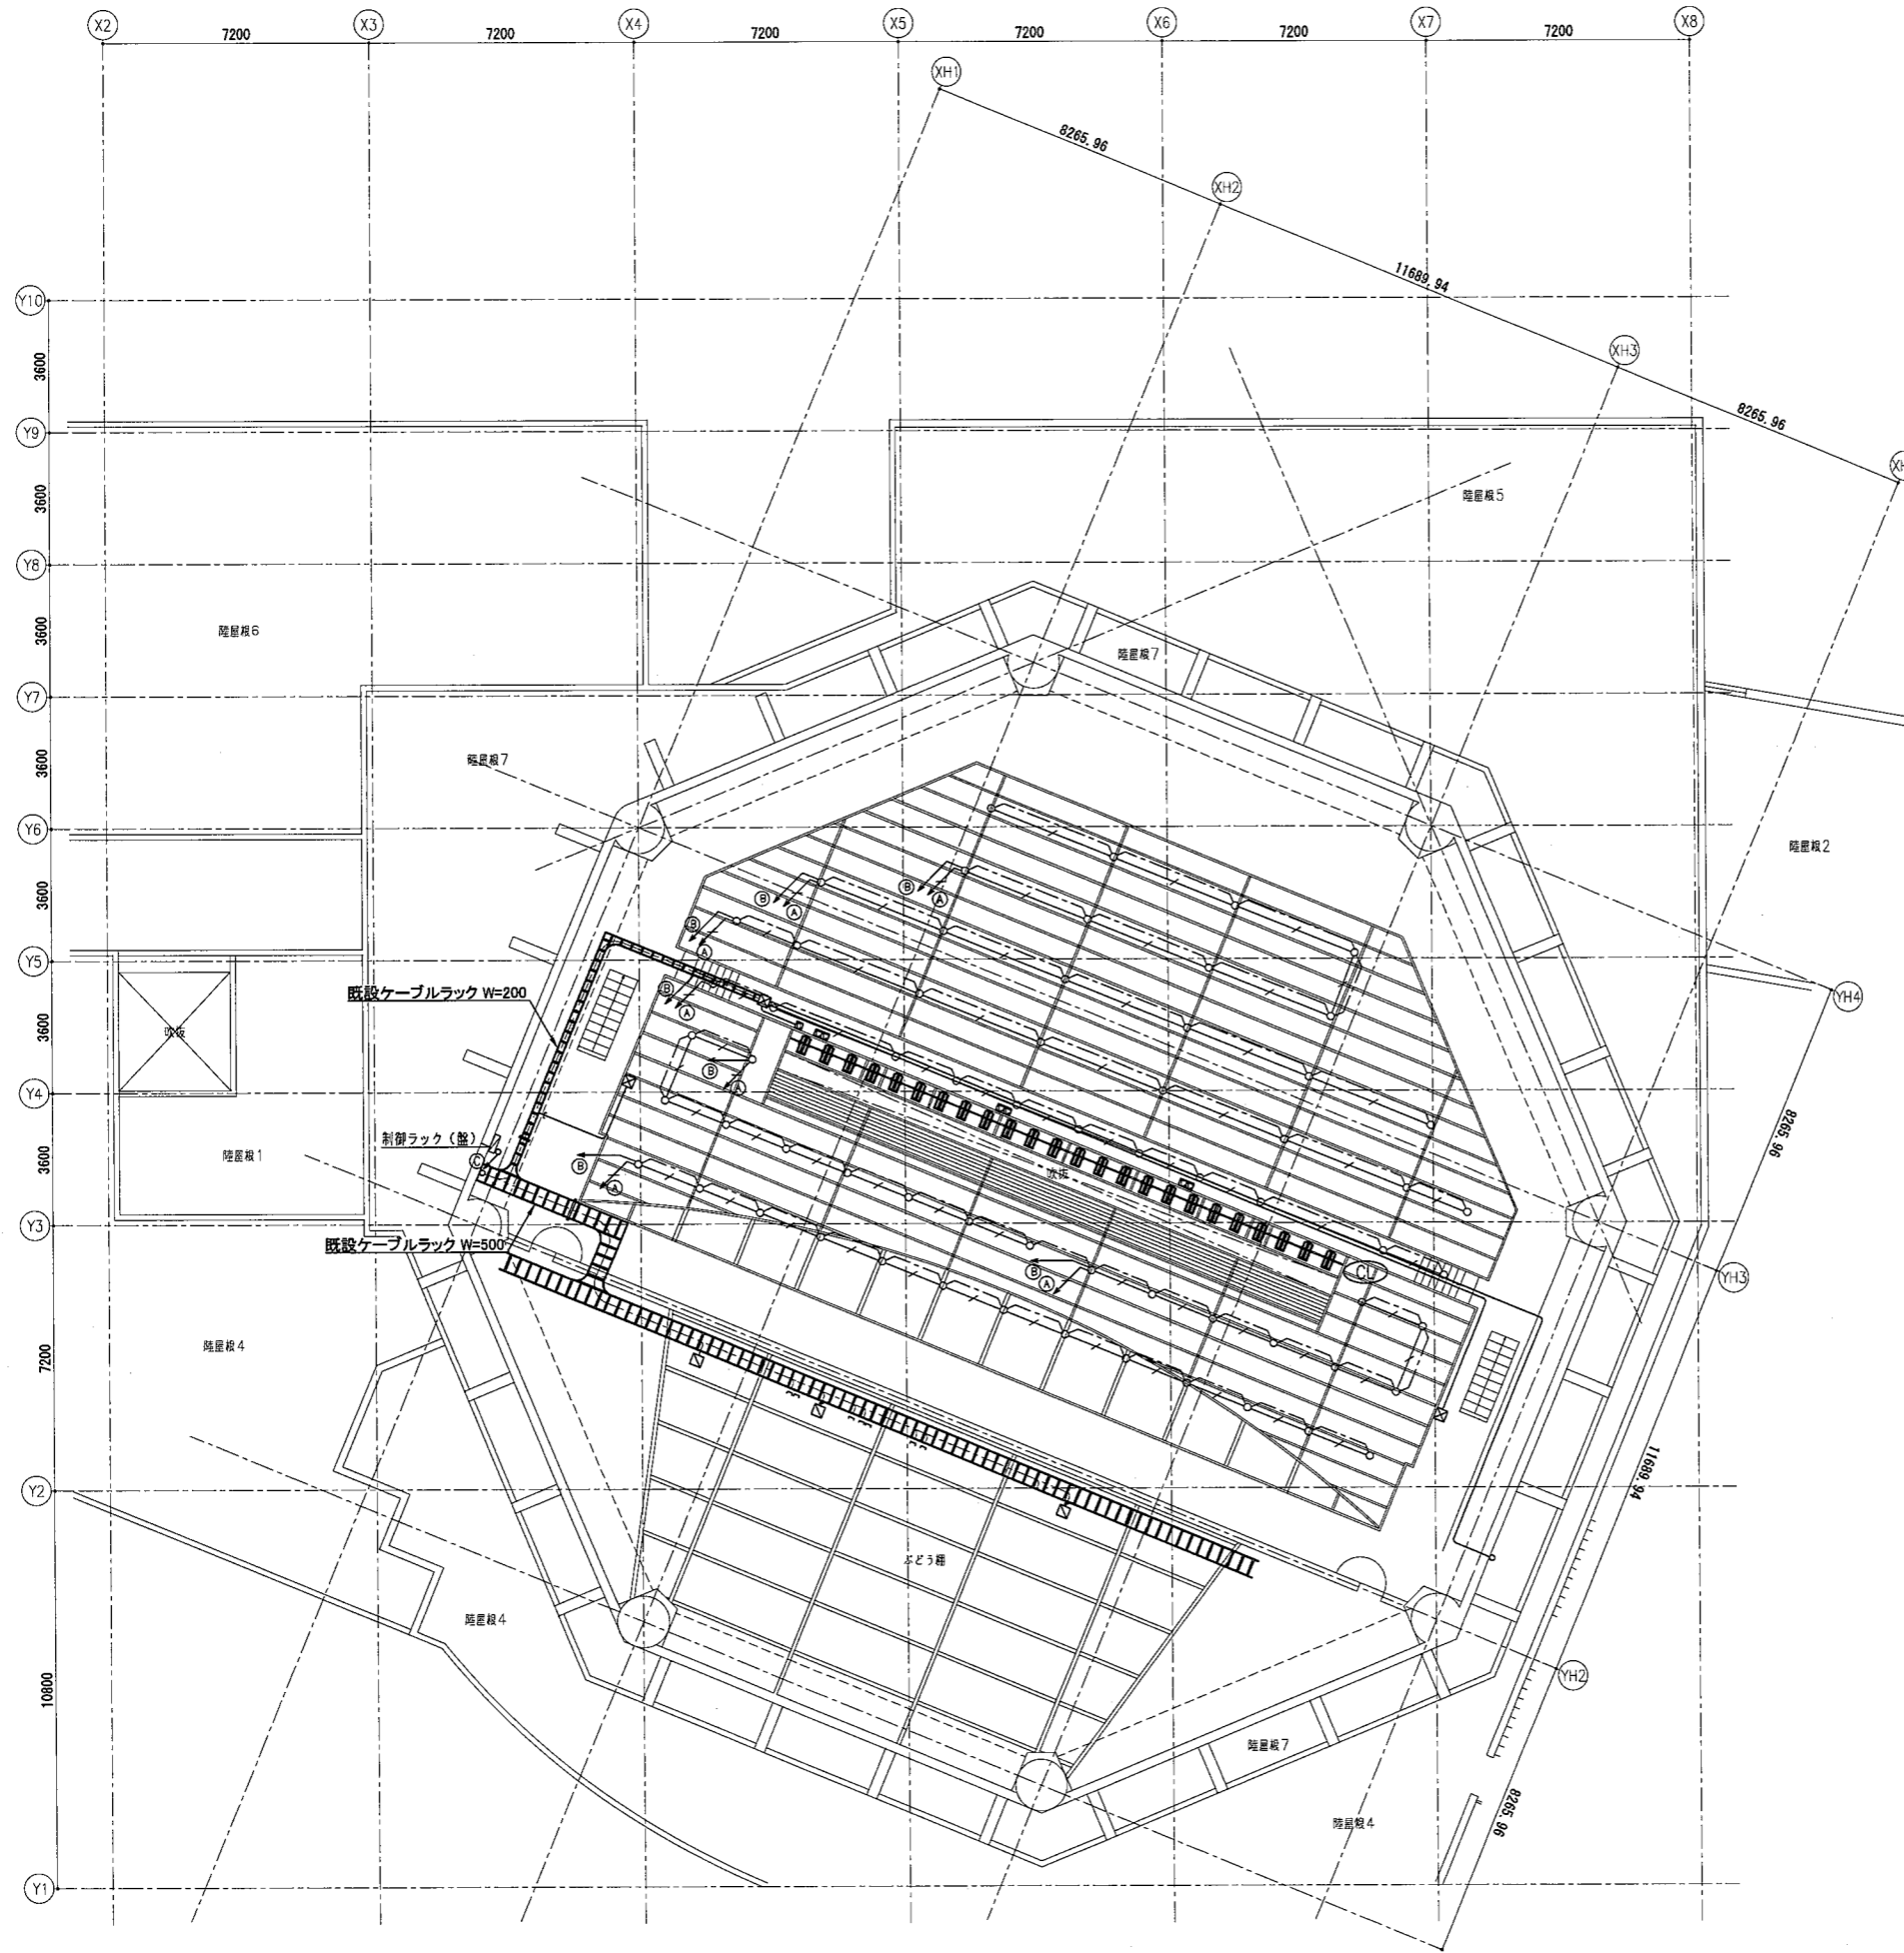 X2
X3
X4
X5
X6
X7
X8
7200
7200
7200
7200
7200
7200
XH1
8265.96
XH2
11689.94
XH3
8265.96
Y10
3600
Y9
3600
陸屋根5
Y8
3600
陸屋根6
陸屋根7
Y7
3600
陸屋根7
Y6
陸屋根2
3600
B
A
B
A
B
A
Y5
既設ケーブルラック W=200
B
A
YH4
3600
吹抜
B
A
Y4
3600
制御ラック（盤）
C
陸屋根1
B
A
吹抜
8265.96
Y3
既設ケーブルラック W=500
B
A
CL
YH3
陸屋根4
7200
11689.94
Y2
ぶどう棚
陸屋根4
YH2
10800
陸屋根7
陸屋根4
8265.96
Y1